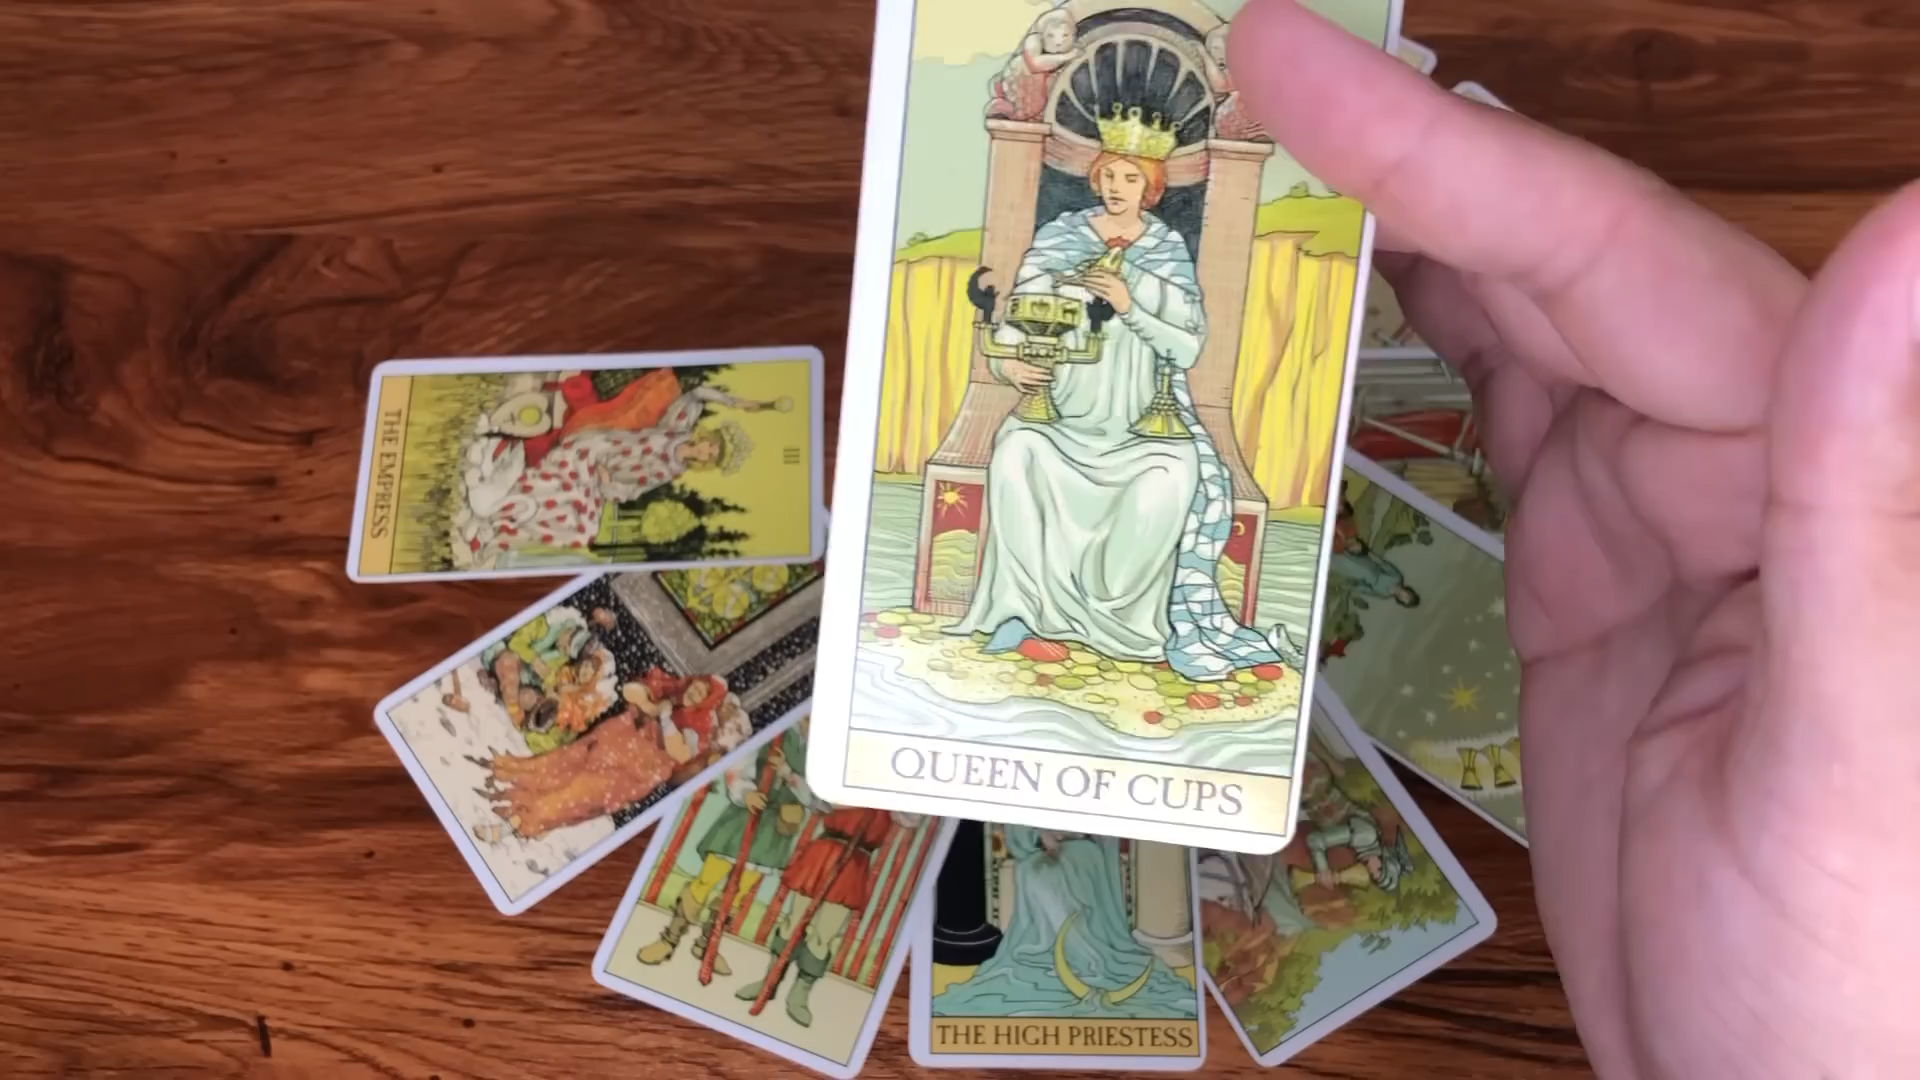 QUEEN OF CUPS
THE EMPRESS
III
THE HIGH PRIESTESS